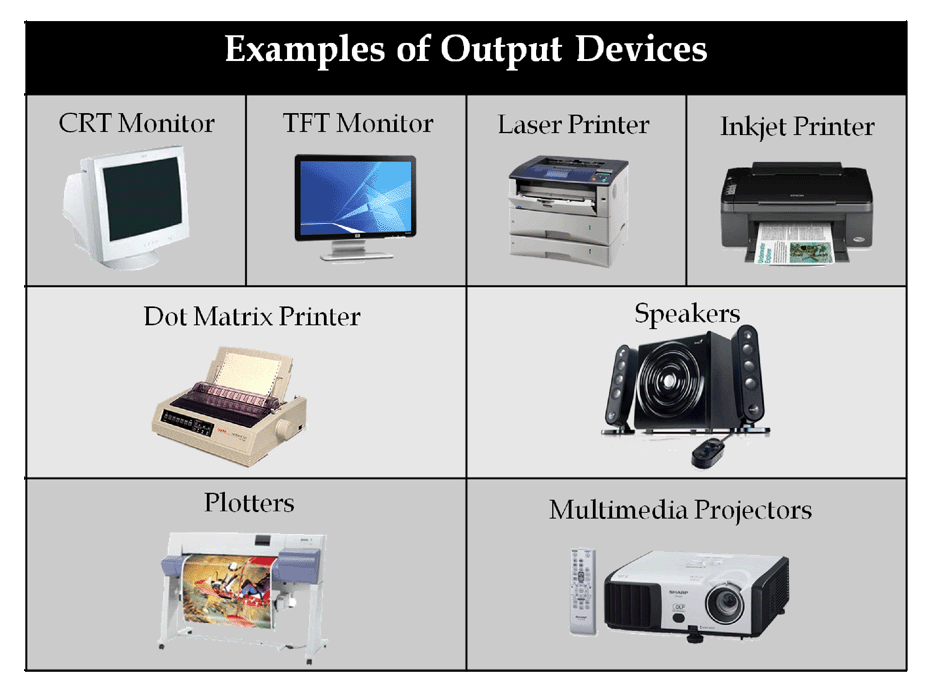 Examples of Output Devices
CRT Monitor
TFT Monitor
Laser Printer
Inkjet Printer
Dot Matrix Printer
Speakers
Plotters
Multimedia Projectors
SHARP
DLP